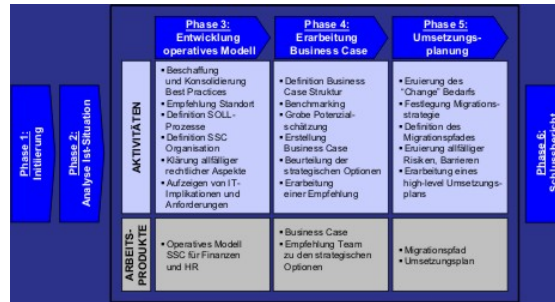 Phase 1:
Initiierung
Phase 2:
Analyse Ist-Situation
Phase 3:
Entwicklung
operatives Modell
Phase 4:
Erarbeitung
Business Case
Phase 5:
Umsetzungs-
planung
AKTIVITÄTEN
▪ Beschaffung
und Konsolidierung
Best Practices
▪ Empfehlung Standort
▪ Definition SOLL-
Prozesse
▪ Definition SSC
Organisation
▪ Klärung allfälliger
rechtlicher Aspekte
▪ Aufzeigen von IT-
Implikationen und
Anforderungen
▪ Definition Business
Case Struktur
▪ Benchmarking
▪ Grobe Potenzial-
schätzung
▪ Erstellung
Business Case
▪ Beurteilung der
strategischen Optionen
▪ Erarbeitung
einer Empfehlung
▪ Eruierung des
"Change" Bedarfs
▪ Festlegung Migrations-
strategie
▪ Definition des
Migrationspfades
▪ Eruierung allfälliger
Risiken, Barrieren
▪ Erarbeitung eines
high-level Umsetzungs-
plans
ARBEITS-
PRODUKTE
▪ Operatives Modell
SSC für Finanzen
und HR
▪ Business Case
▪ Empfehlung Team
zu den strategischen
Optionen
▪ Migrationspfad
▪ Umsetzungsplan
Phase 6:
Schlussbericht